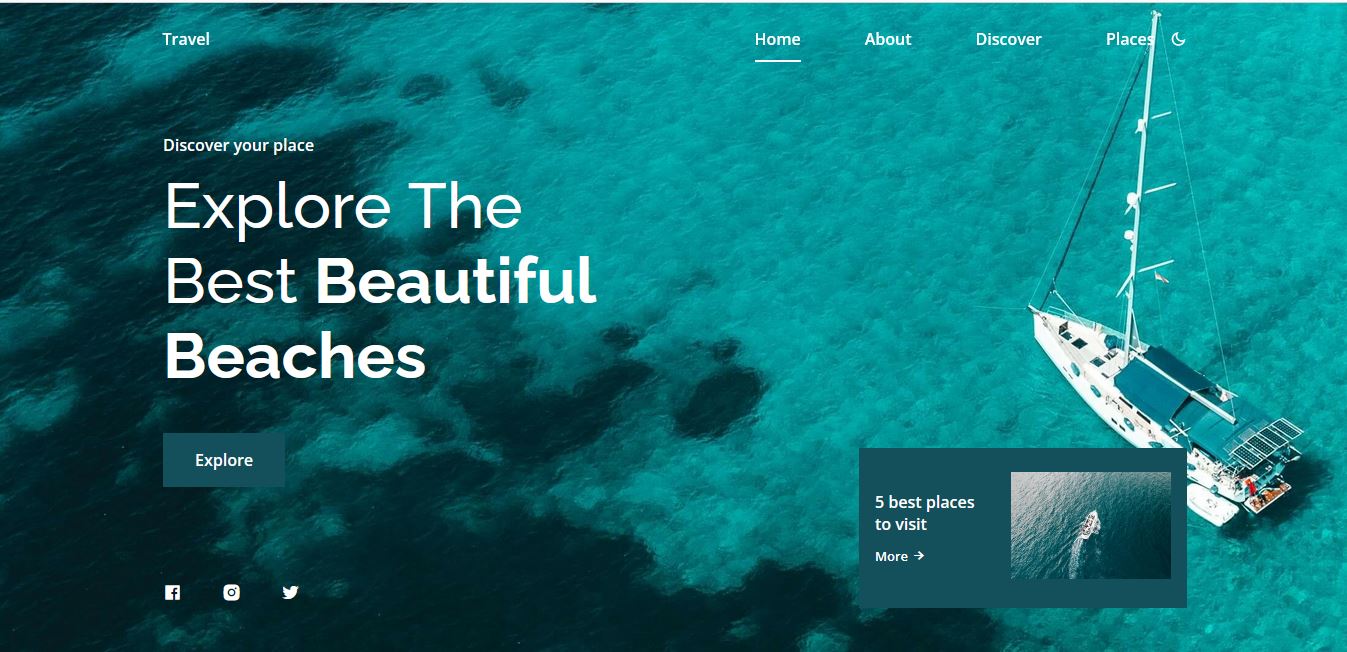 Travel
Home
About
Discover
Places
Discover your place
Explore The
Best Beautiful
Beaches
Explore
5 best places
to visit
More →